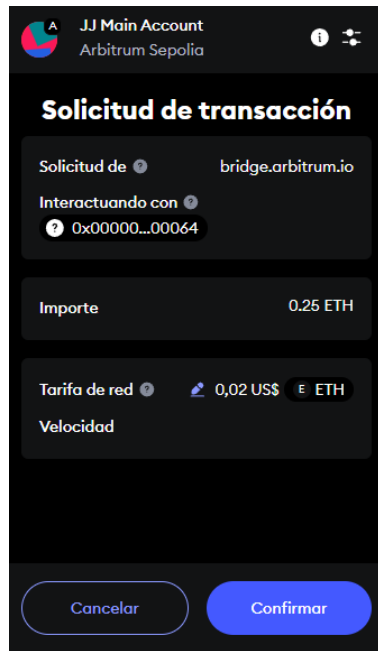 A
JJ Main Account
Arbitrum Sepolia
Solicitud de transacción
Solicitud de
bridge.arbitrum.io
Interactuando con
0x00000...00064
Importe
0.25 ETH
Tarifa de red
0,02 US$
E ETH
Velocidad
Cancelar
Confirmar